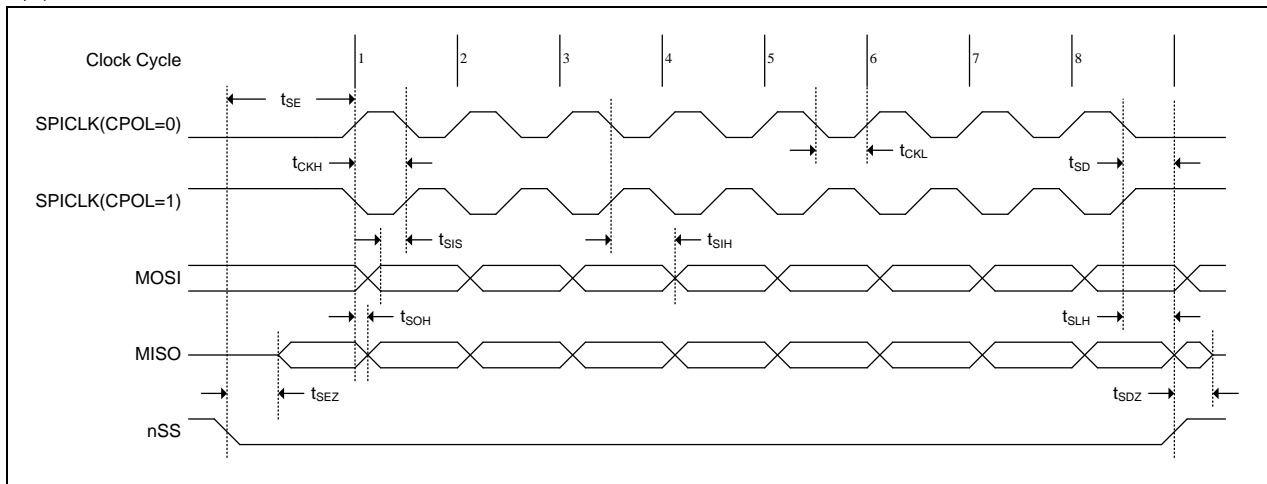 Clock Cycle
1 2 3 4 5 6 7 8
tSE
SPICLK(CPOL=0)
tCKH
tCKL
tSD
SPICLK(CPOL=1)
tSIS
tSIH
MOSI
tSOH
tSLH
MISO
tSEZ
tSDZ
nSS